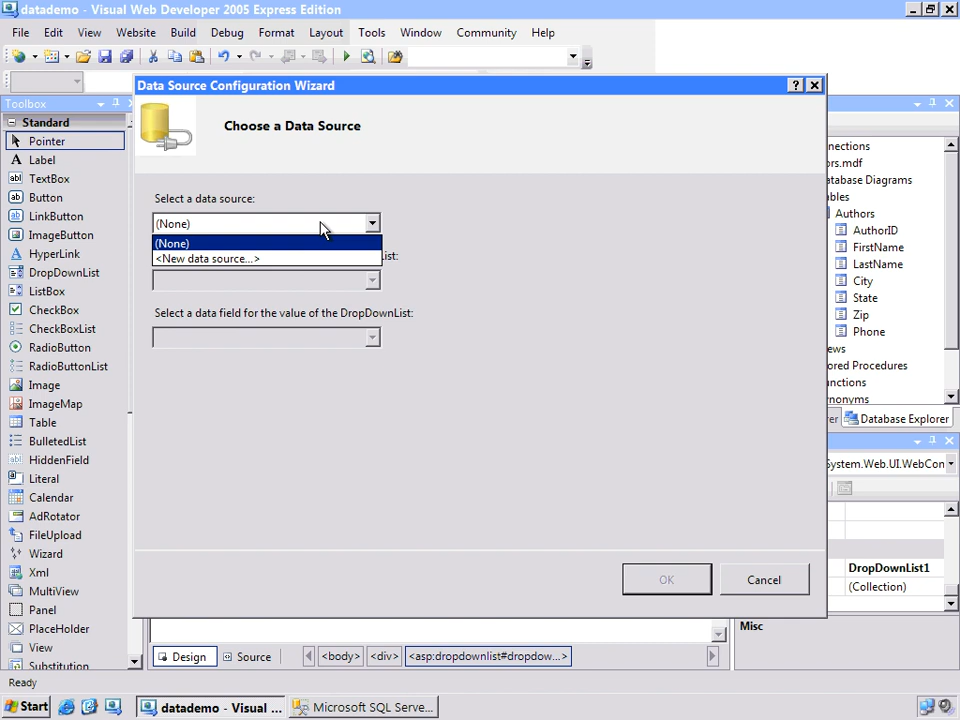 datademo - Visual Web Developer 2005 Express Edition
File Edit View Website Build Debug Format Layout Tools Window Community Help
Data Source Configuration Wizard
Choose a Data Source
Select a data source:
(None)
(None)
<New data source...>
ist:
Select a data field for the value of the DropDownList:
OK
Cancel
Toolbox
Standard
Pointer
Label
TextBox
Button
LinkButton
ImageButton
HyperLink
DropDownList
ListBox
CheckBox
CheckBoxList
RadioButton
RadioButtonList
Image
ImageMap
Table
BulletedList
HiddenField
Literal
Calendar
AdRotator
FileUpload
Wizard
Xml
MultiView
Panel
PlaceHolder
View
Substitution
nnections
ors.mdf
atabase Diagrams
bles
Authors
AuthorID
FirstName
LastName
City
State
Zip
Phone
ews
ored Procedures
unctions
nonyms
rer Database Explorer
System.Web.UI.WebCon
DropDownList1
(Collection)
Misc
Design Source <body> <div> <asp:dropdownlist#dropdow...>
Ready
Start datademo - Visual ... Microsoft SQL Serve...